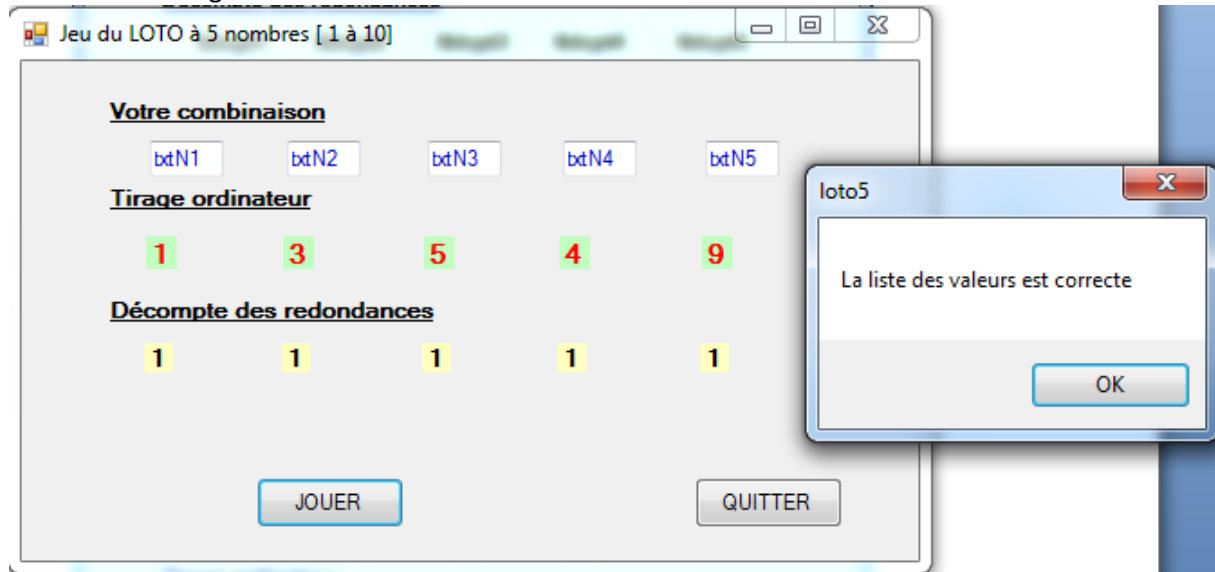 Jeu du LOTO à 5 nombres [ 1 à 10]
Votre combinaison
txtN1 txtN2 txtN3 txtN4 txtN5
Tirage ordinateur
1 3 5 4 9
Décompte des redondances
1 1 1 1 1
JOUER QUITTER
loto5
La liste des valeurs est correcte
OK